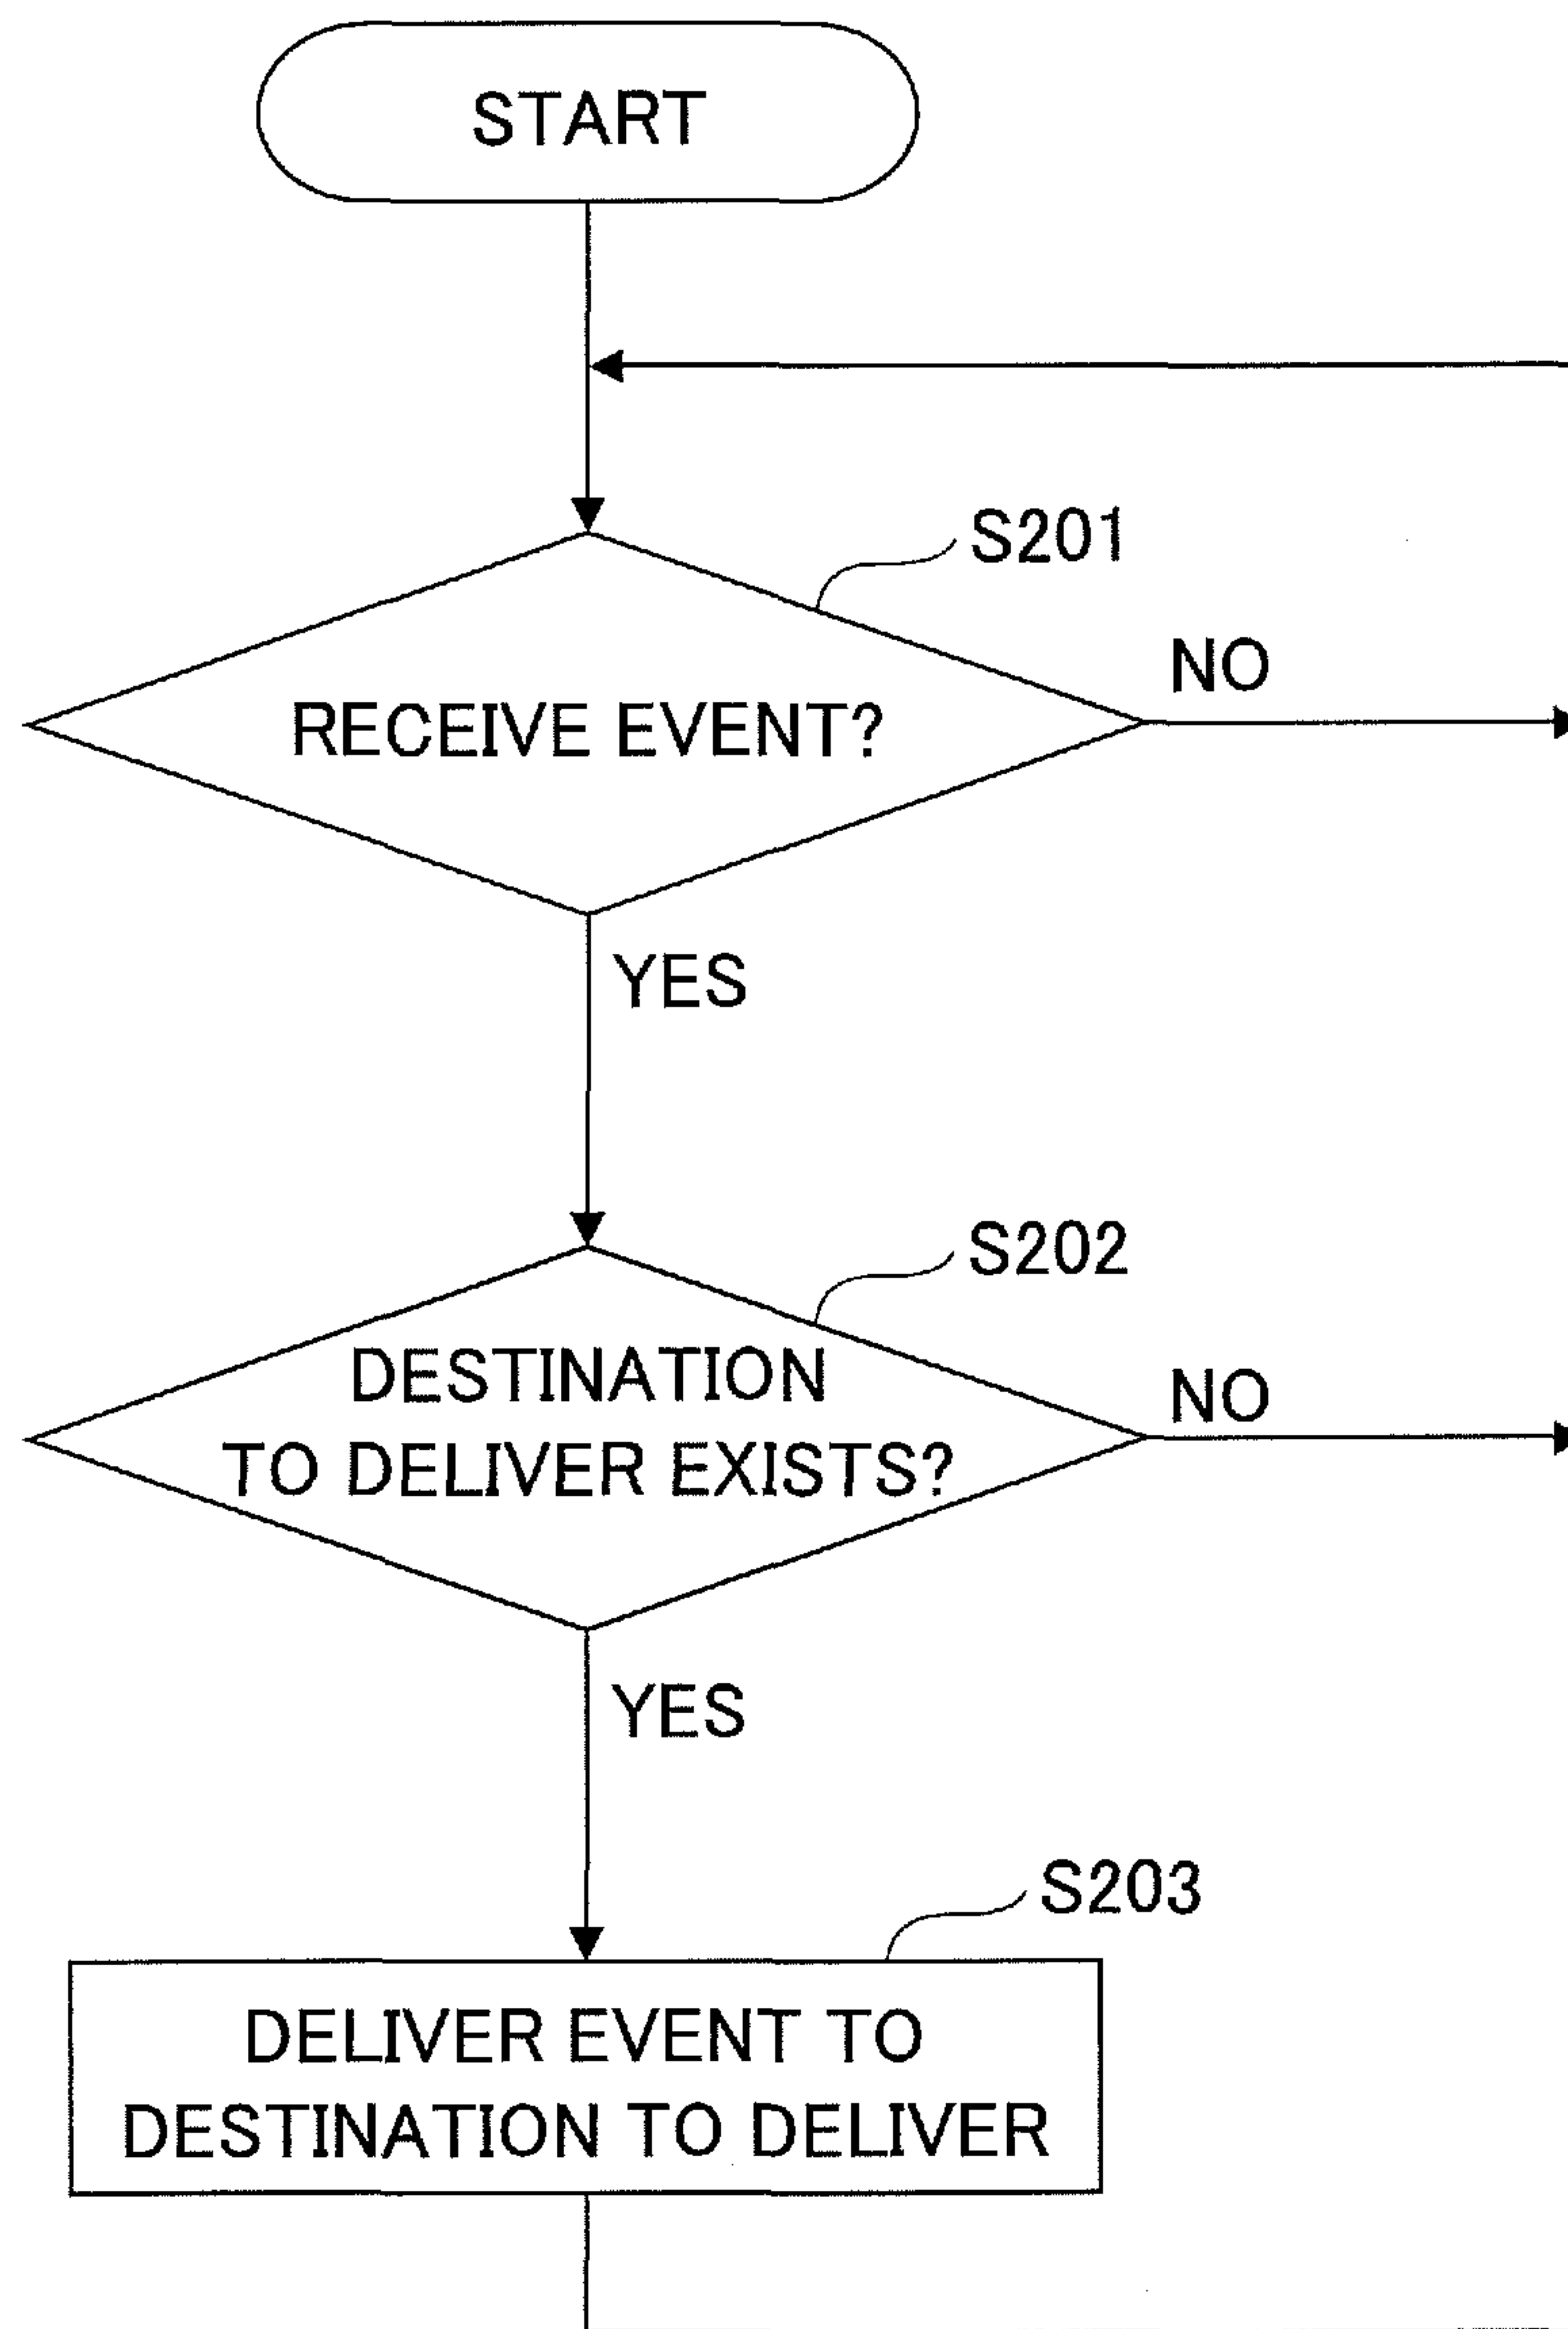 START
S201
NO
RECEIVE EVENT?
YES
S202
DESTINATION
NO
TO DELIVER EXISTS?
YES
S203
DELIVER EVENT TO
DESTINATION TO DELIVER